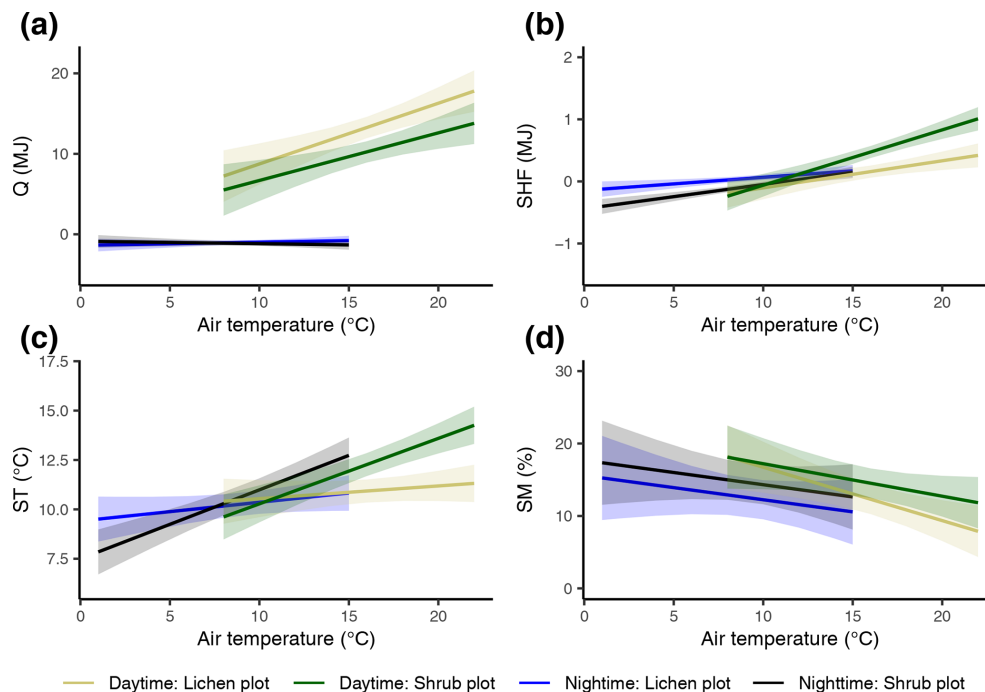 (a)
Q (MJ)
20
10
0
0 5 10 15 20
Air temperature (°C)
(b)
SHF (MJ)
2
1
0
−1
0 5 10 15 20
Air temperature (°C)
(c)
ST (°C)
17.5
15.0
12.5
10.0
7.5
0 5 10 15 20
Air temperature (°C)
(d)
SM (%)
30
20
10
0
0 5 10 15 20
Air temperature (°C)
Daytime: Lichen plot Daytime: Shrub plot Nightime: Lichen plot Nighttime: Shrub plot